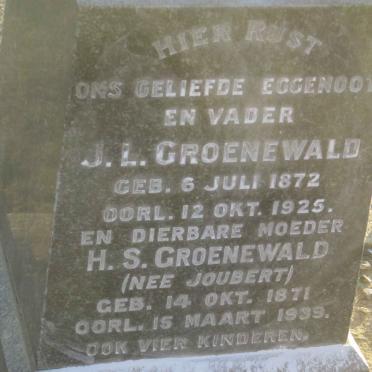 HIER RUST
ONS GELIEFDE EGGENOOT
EN VADER
J. L. GROENEWALD
GEB. 6 JULI 1872
OORL. 12 OKT. 1925.
EN DIERBARE MOEDER
H. S. GROENEWALD
(NEE JOUBERT)
GEB. 14 OKT. 1871
OORL. 15 MAART 1939.
OOK VIER KINDEREN.